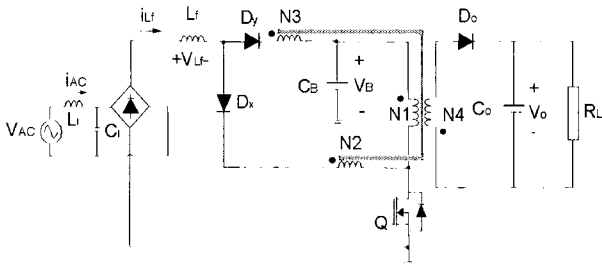 iLf
Lf
+VLf-
Dy
N3
Do
iAC
Li
VAC
Ci
Dx
CB
+
VB
-
N1
N4
Co
+
Vo
-
RL
N2
Q